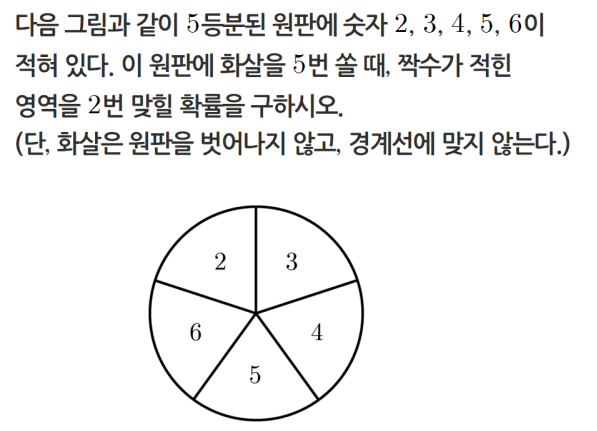 다음 그림과 같이 5등분된 원판에 숫자 2, 3, 4, 5, 6이
적혀 있다. 이 원판에 화살을 5번 쏠 때, 짝수가 적힌
영역을 2번 맞힐 확률을 구하시오.
(단, 화살은 원판을 벗어나지 않고, 경계선에 맞지 않는다.)
2 3
6 4
5